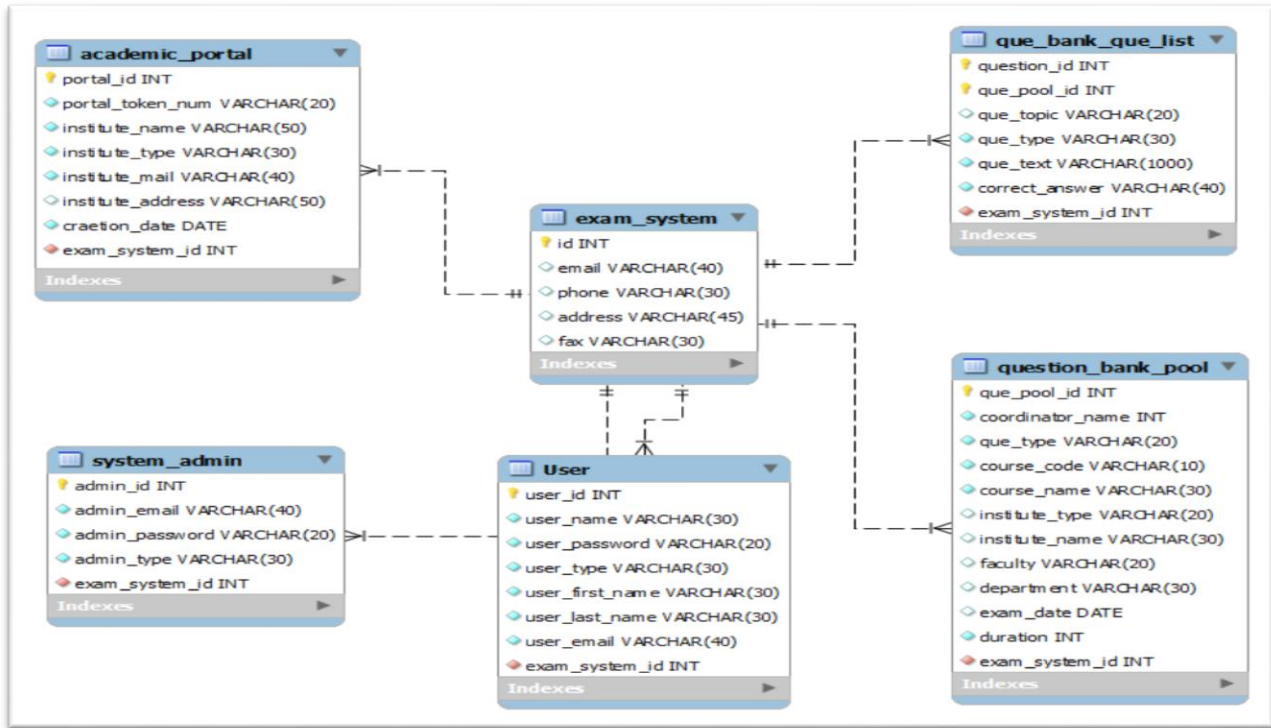 academic_portal
portal_id INT
portal_token_num VARCHAR(20)
institute_name VARCHAR(50)
institute_type VARCHAR(30)
institute_mail VARCHAR(40)
institute_address VARCHAR(50)
craetion_date DATE
exam_system_id INT
Indexes
que_bank_que_list
question_id INT
que_pool_id INT
que_topic VARCHAR(20)
que_type VARCHAR(30)
que_text VARCHAR(1000)
correct_answer VARCHAR(40)
exam_system_id INT
Indexes
exam_system
id INT
email VARCHAR(40)
phone VARCHAR(30)
address VARCHAR(45)
fax VARCHAR(30)
Indexes
system_admin
admin_id INT
admin_email VARCHAR(40)
admin_password VARCHAR(20)
admin_type VARCHAR(30)
exam_system_id INT
Indexes
User
user_id INT
user_name VARCHAR(30)
user_password VARCHAR(20)
user_type VARCHAR(30)
user_first_name VARCHAR(30)
user_last_name VARCHAR(30)
user_email VARCHAR(40)
exam_system_id INT
Indexes
question_bank_pool
que_pool_id INT
coordinator_name INT
que_type VARCHAR(20)
course_code VARCHAR(10)
course_name VARCHAR(30)
institute_type VARCHAR(20)
institute_name VARCHAR(30)
faculty VARCHAR(20)
department VARCHAR(30)
exam_date DATE
duration INT
exam_system_id INT
Indexes